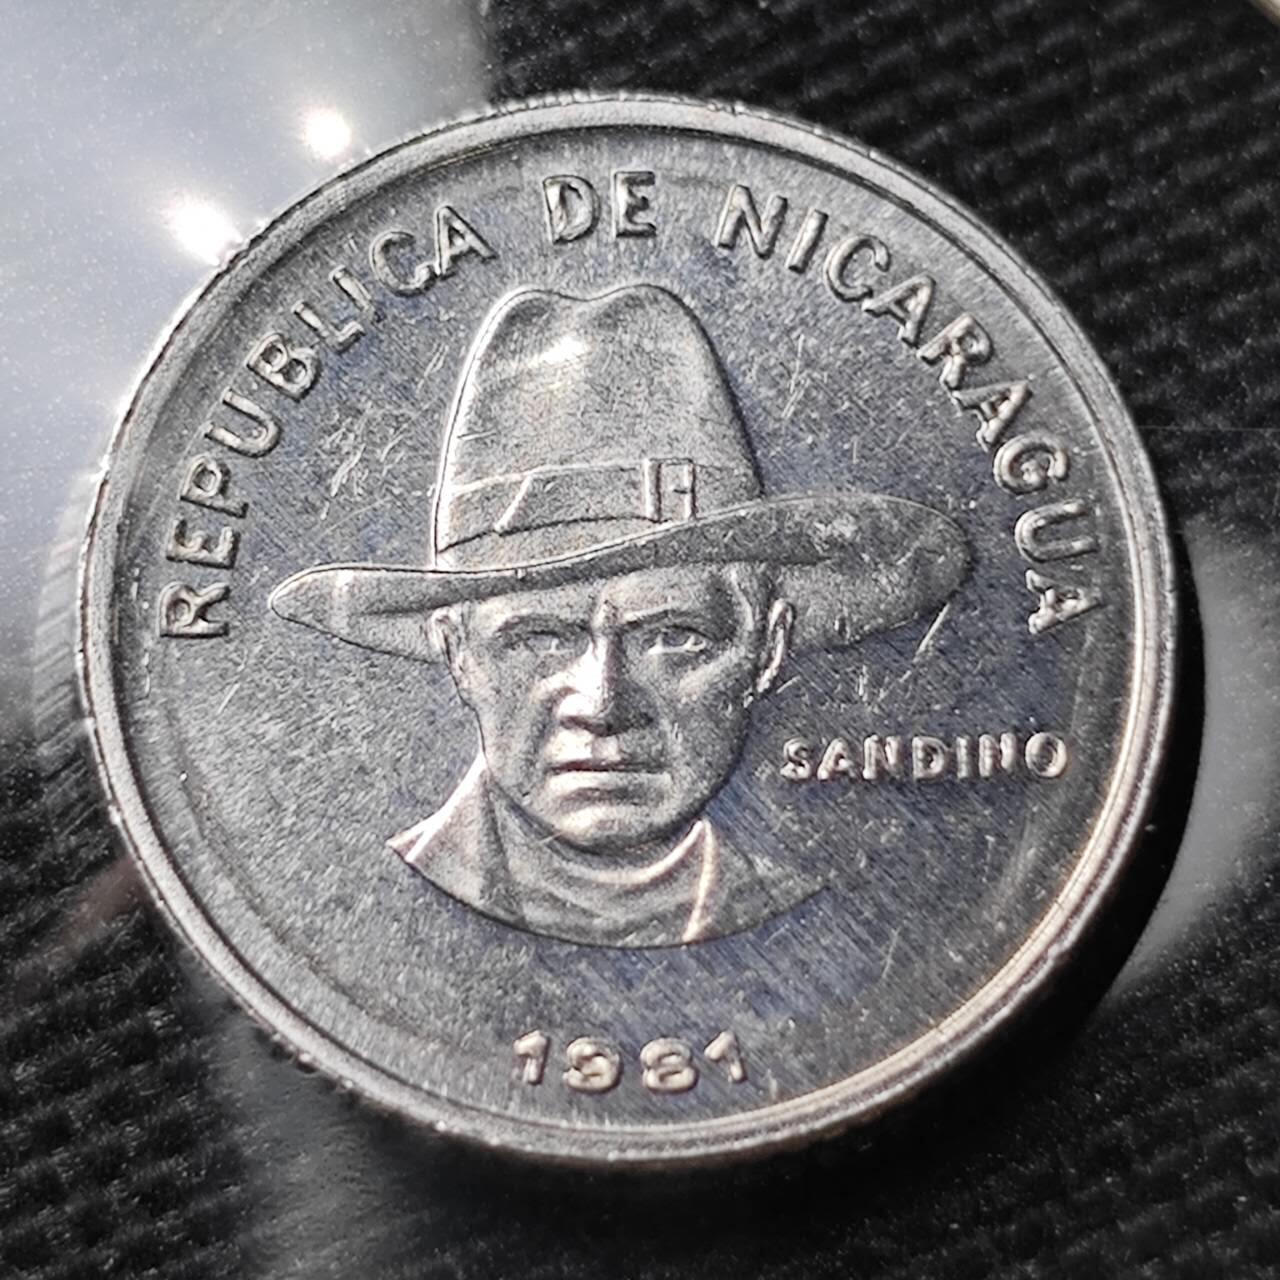 REPUBLICA DE NICARAGUA
SANDINO
1981